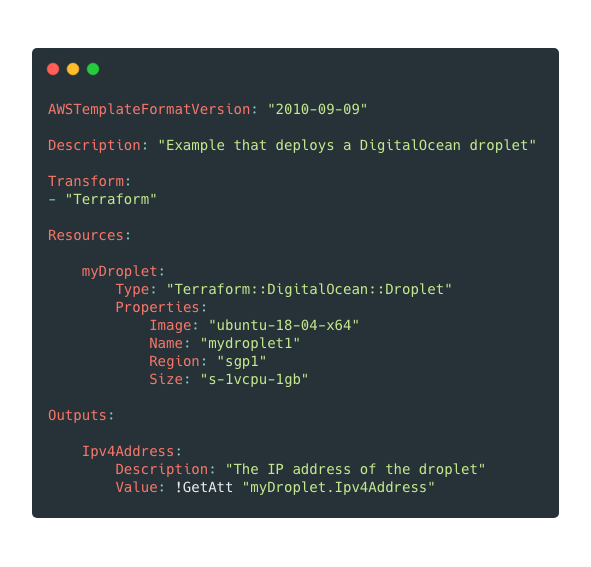 AWSTemplateFormatVersion: "2010-09-09"
Description: "Example that deploys a DigitalOcean droplet"
Transform:
- "Terraform"
Resources:
    myDroplet:
        Type: "Terraform::DigitalOcean::Droplet"
        Properties:
            Image: "ubuntu-18-04-x64"
            Name: "mydroplet1"
            Region: "sgp1"
            Size: "s-1vcpu-1gb"
Outputs:
    Ipv4Address:
        Description: "The IP address of the droplet"
        Value: !GetAtt "myDroplet.Ipv4Address"